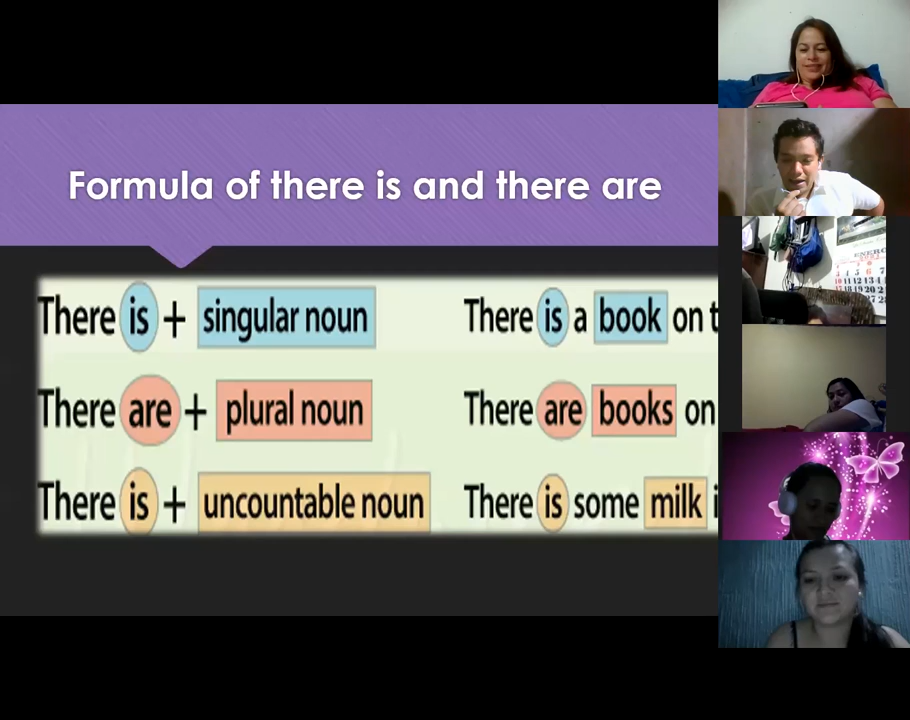 Formula of there is and there are
There is + singular noun There is a book on t
There are + plural noun There are books on
There is + uncountable noun There is some milk i
ENERO